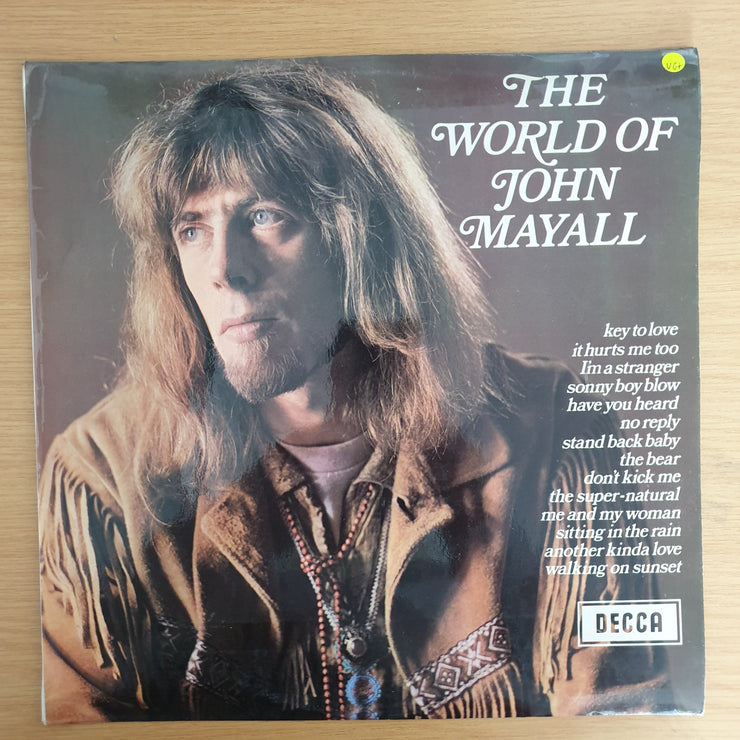 VG+
THE
WORLD OF
JOHN
MAYALL
key to love
it hurts me too
I'm a stranger
sonny boy blow
have you heard
no reply
stand back baby
the bear
don't kick me
the super-natural
me and my woman
sitting in the rain
another kinda love
walking on sunset
DECCA